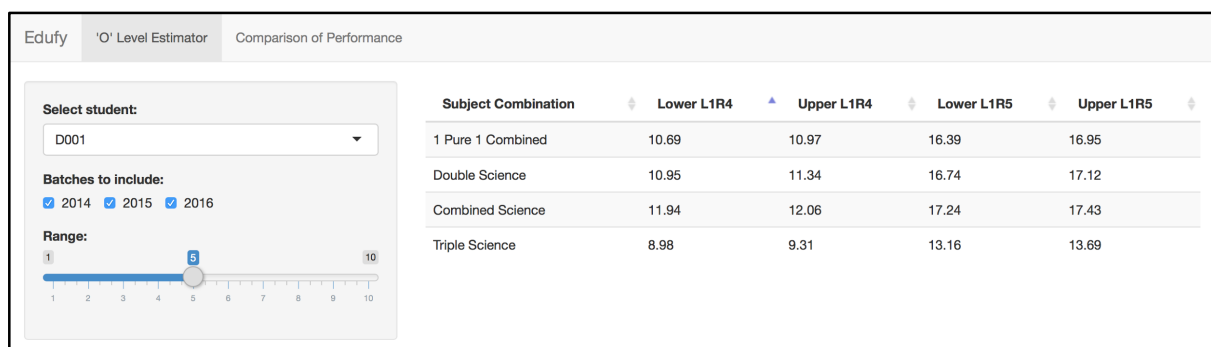 Edufy 'O' Level Estimator Comparison of Performance
Select student:
D001
Batches to include:
2014 2015 2016
Range:
1 5 10
1 2 3 4 5 6 7 8 9 10
Subject Combination Lower L1R4 Upper L1R4 Lower L1R5 Upper L1R5
1 Pure 1 Combined 10.69 10.97 16.39 16.95
Double Science 10.95 11.34 16.74 17.12
Combined Science 11.94 12.06 17.24 17.43
Triple Science 8.98 9.31 13.16 13.69